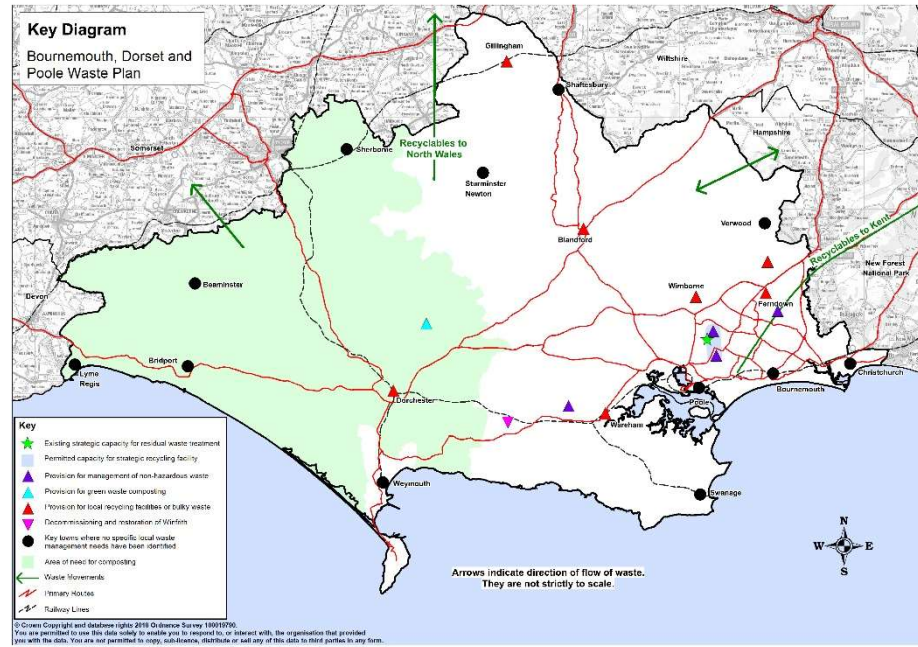 Key Diagram
Bournemouth, Dorset and
Poole Waste Plan
Gillingham
Shaftesbury
Wiltshire
Hampshire
Somerset
Recyclables to
North Wales
Sherborne
Sturminster
Newton
Verwood
Blandford
Recyclables to Kent
New Forest
National Park
Devon
Beaminster
Wimborne
Ferndown
Bridport
Lyme
Regis
Dorchester
Christchurch
Bournemouth
Poole
Wareham
Weymouth
Swanage
Key
Existing strategic capacity for residual waste treatment
Permitted capacity for strategic recycling facility
Provision for management of non-hazardous waste
Provision for green waste composting
Provision for local recycling facilities or bulky waste
Decommissioning and restoration of Winfrith
Key towns where no specific local waste
management needs have been identified
Area of need for composting
Waste Movements
Primary Routes
Railway Lines
Arrows indicate direction of flow of waste.
They are not strictly to scale.
N
W
E
S
© Crown Copyright and database rights 2018 Ordnance Survey 100019790.
You are permitted to use this data solely to enable you to respond to, or interact with, the organisation that provided
you with the data. You are not permitted to copy, sub-licence, distribute or sell any of this data to third parties in any form.